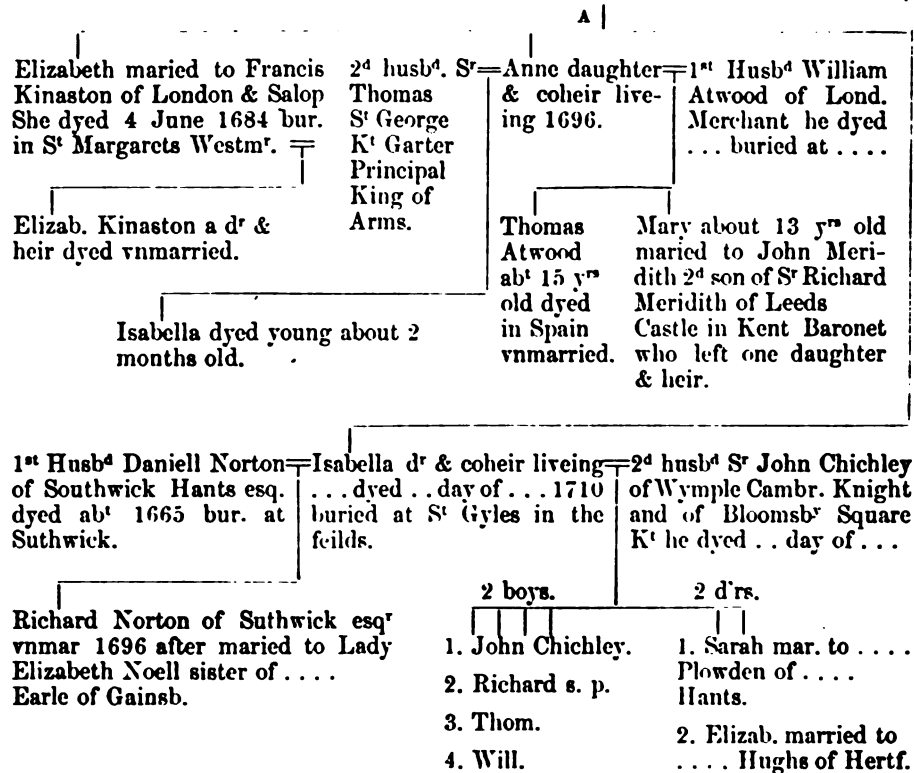 A
Elizabeth maried to Francis
Kinaston of London & Salop
She dyed 4 June 1684 bur.
in Sᵗ Margarets Westmʳ.
2ᵈ husbᵈ. Sʳ
Thomas
Sᵗ George
Kᵗ Garter
Principal
King of
Arms.
Anne daughter
& coheir live-
ing 1696.
1ˢᵗ Husbᵈ William
Atwood of Lond.
Merchant he dyed
... buried at ....
Elizab. Kinaston a dʳ &
heir dyed vnmarried.
Isabella dyed young about 2
months old.
Thomas
Atwood
abᵗ 15 yʳˢ
old dyed
in Spain
vnmarried.
Mary about 13 yʳˢ old
maried to John Meri-
dith 2ᵈ son of Sʳ Richard
Meridith of Leeds
Castle in Kent Baronet
who left one daughter
& heir.
1ˢᵗ Husbᵈ Daniell Norton
of Southwick Hants esq.
dyed abᵗ 1665 bur. at
Suthwick.
Isabella dʳ & coheir liveing
...dyed ..day of ...1710
buried at Sᵗ Gyles in the
feilds.
2ᵈ husbᵈ Sʳ John Chichley
of Wymple Cambr. Knight
and of Bloomsbʸ Square
Kᵗ he dyed .. day of ...
Richard Norton of Suthwick esqʳ
vnmar 1696 after maried to Lady
Elizabeth Noell sister of ....
Earle of Gainsb.
2 boys.
1. John Chichley.
2. Richard s. p.
3. Thom.
4. Will.
2 d'rs.
1. Sarah mar. to ....
Plowden of ....
Hants.
2. Elizab. married to
.... Hughs of Hertf.